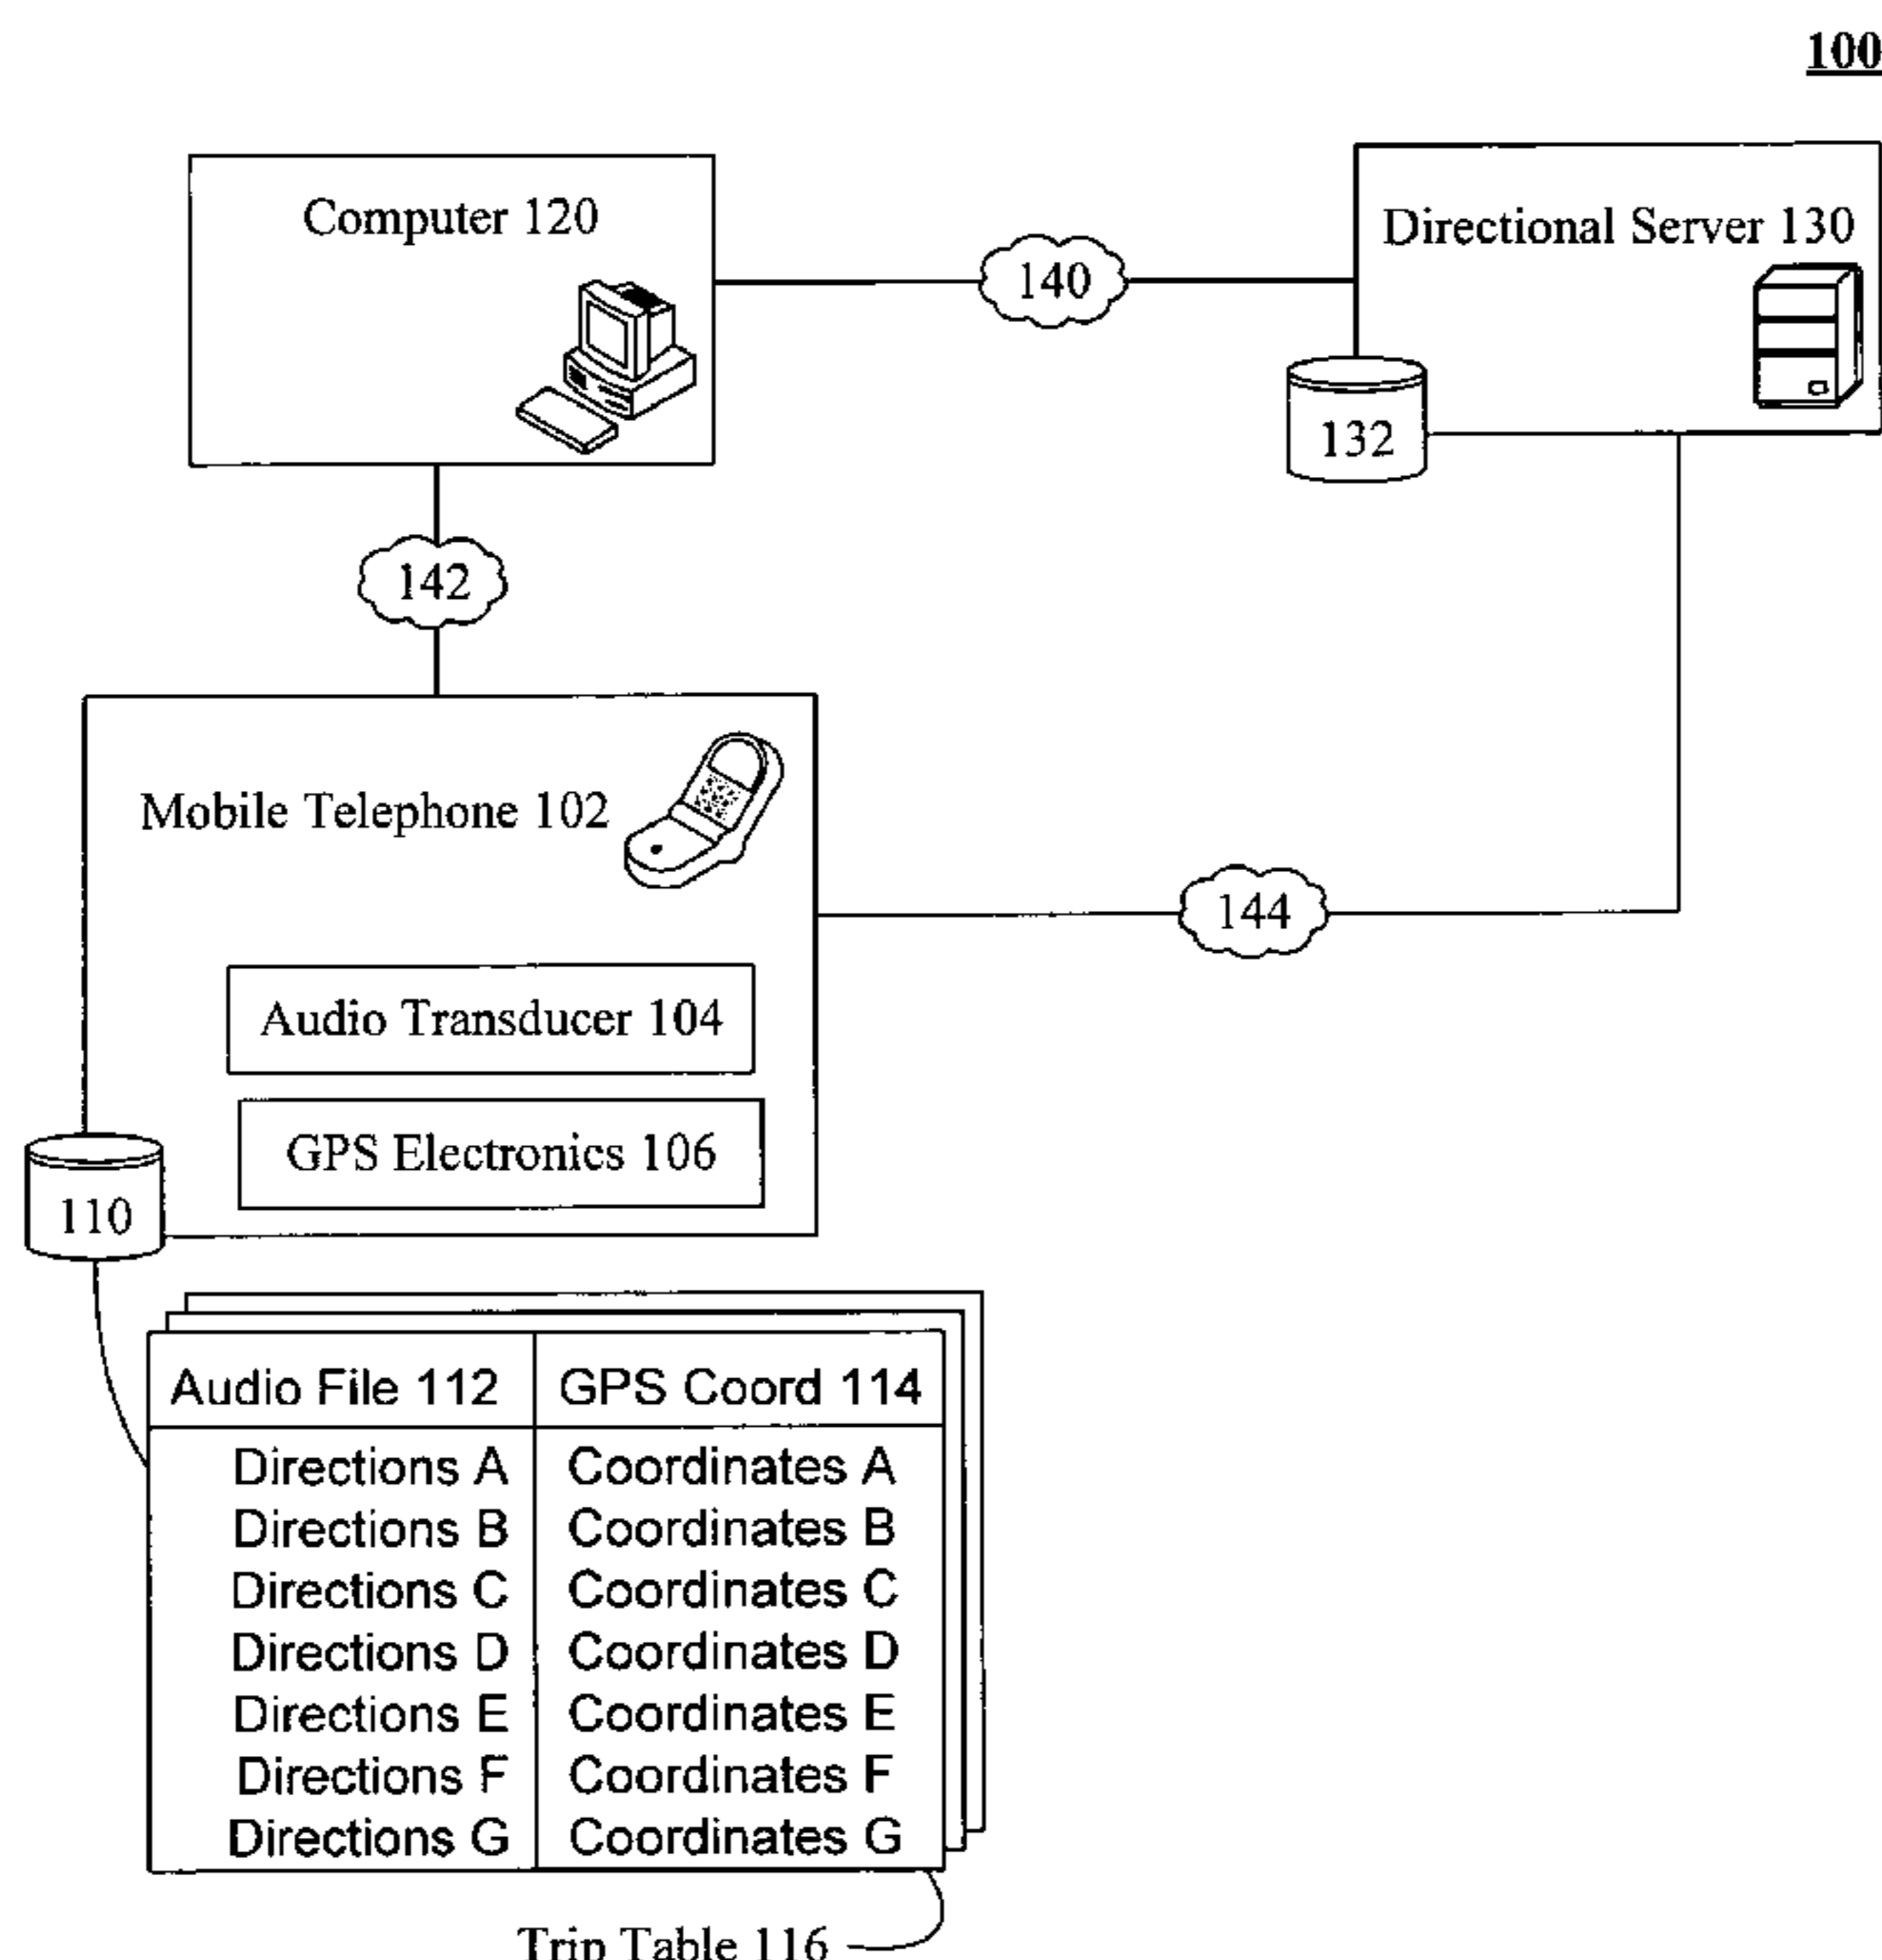 100
Computer 120
Directional Server 130
140
132
142
Mobile Telephone 102
144
Audio Transducer 104
GPS Electronics 106
110
Audio File 112 GPS Coord 114
Directions A Coordinates A
Directions B Coordinates B
Directions C Coordinates C
Directions D Coordinates D
Directions E Coordinates E
Directions F Coordinates F
Directions G Coordinates G
Trip Table 116